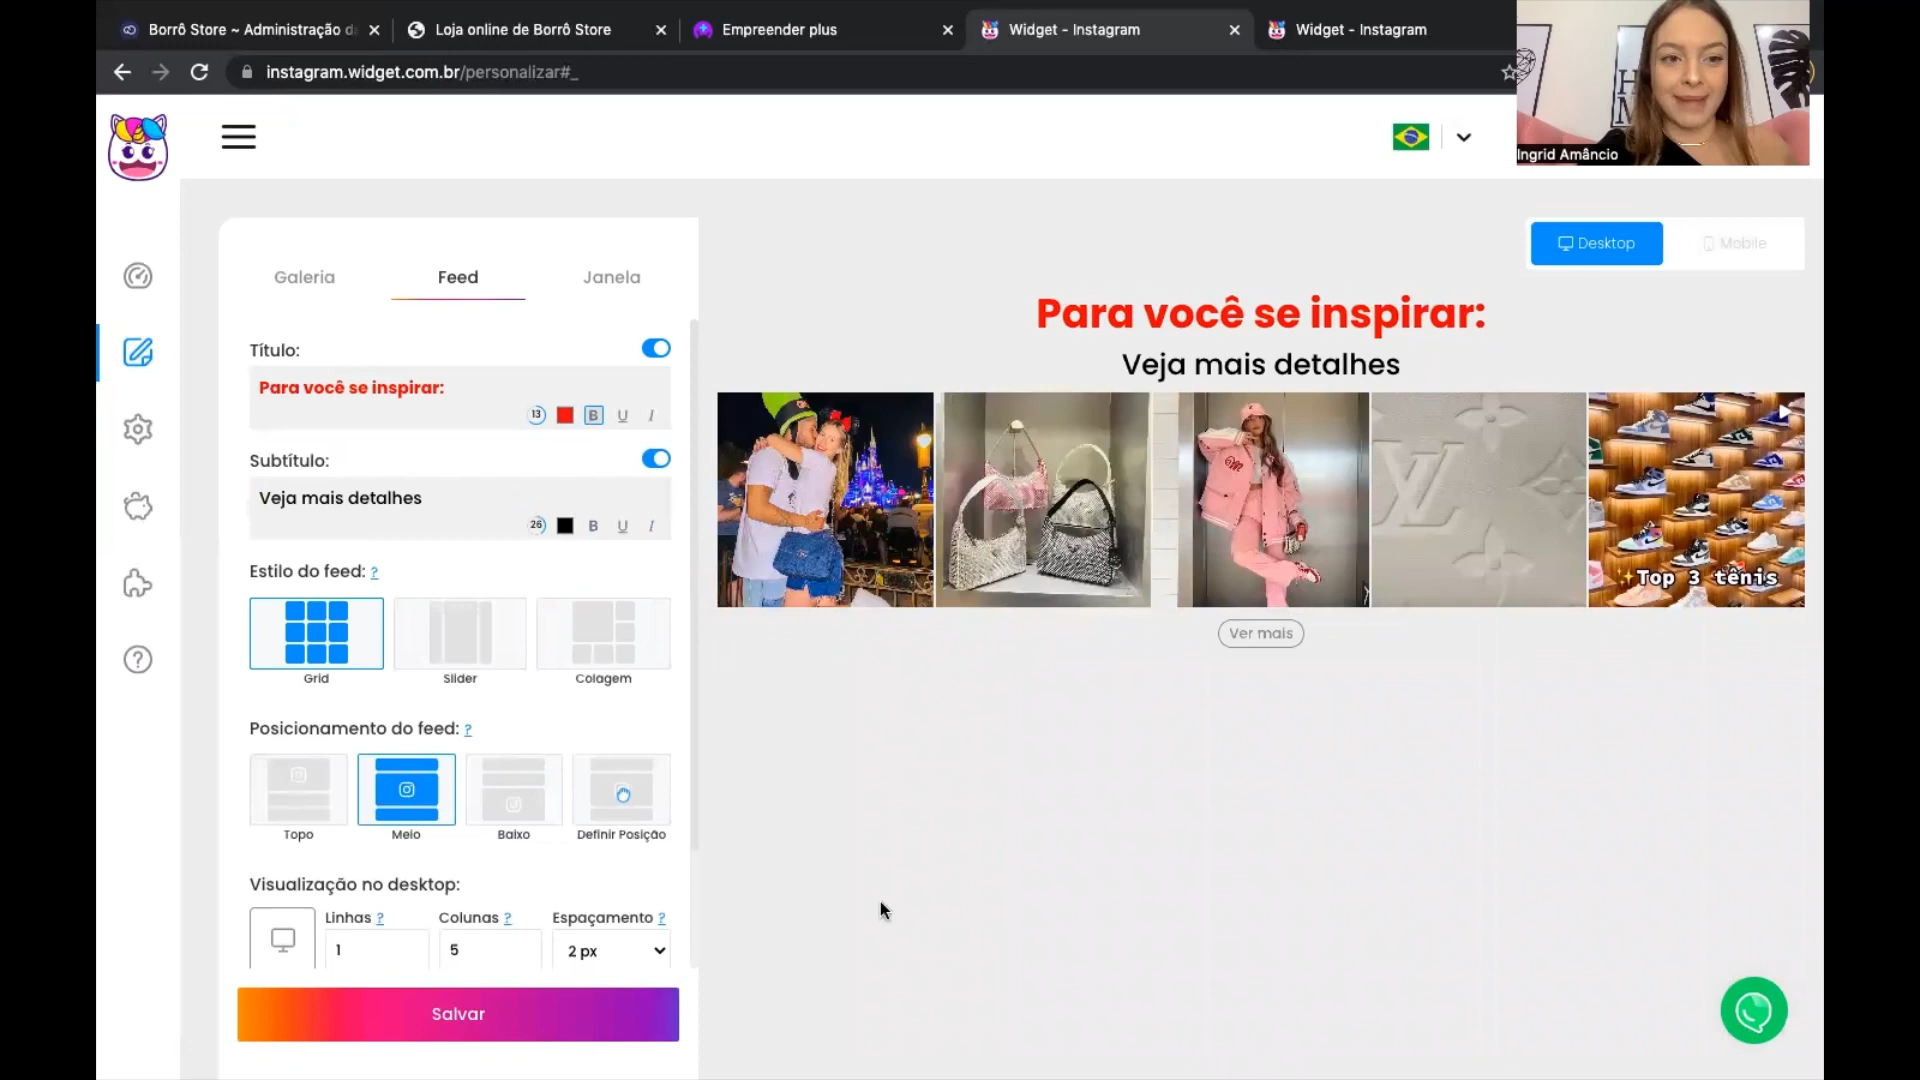 Borrô Store ~ Administração d
Loja online de Borrô Store
Empreender plus
Widget - Instagram
Widget - Instagram
instagram.widget.com.br/personalizar#_
Ingrid Amâncio
Desktop
Mobile
Galeria
Feed
Janela
Título:
Para você se inspirar:
13
B U I
Subtítulo:
Veja mais detalhes
26
B U I
Estilo do feed: ?
Grid
Slider
Colagem
Posicionamento do feed: ?
Topo
Meio
Baixo
Definir Posição
Visualização no desktop:
Linhas ?
Colunas ?
Espaçamento ?
1
5
2 px
Salvar
Para você se inspirar:
Veja mais detalhes
LV
Top 3 tênis
Ver mais